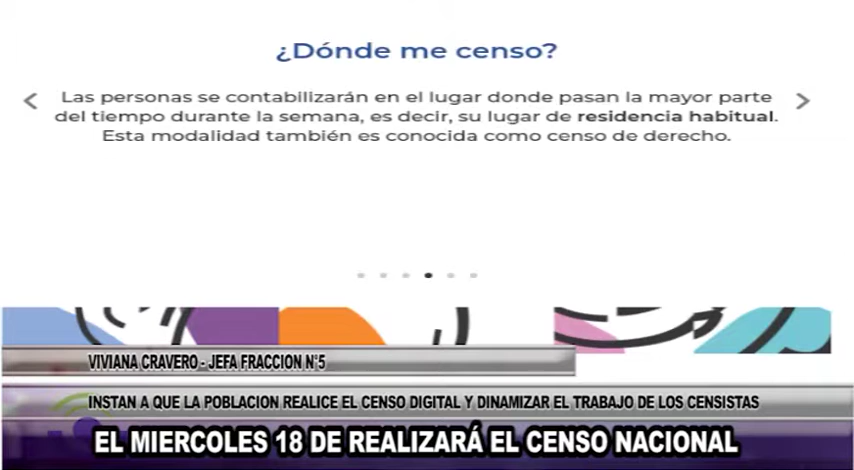 ¿Dónde me censo?
Las personas se contabilizarán en el lugar donde pasan la mayor parte
del tiempo durante la semana, es decir, su lugar de residencia habitual.
Esta modalidad también es conocida como censo de derecho.
VIVIANA CRAVERO - JEFA FRACCION N°5
INSTAN A QUE LA POBLACION REALICE EL CENSO DIGITAL Y DINAMIZAR EL TRABAJO DE LOS CENSISTAS
EL MIERCOLES 18 DE REALIZARÁ EL CENSO NACIONAL